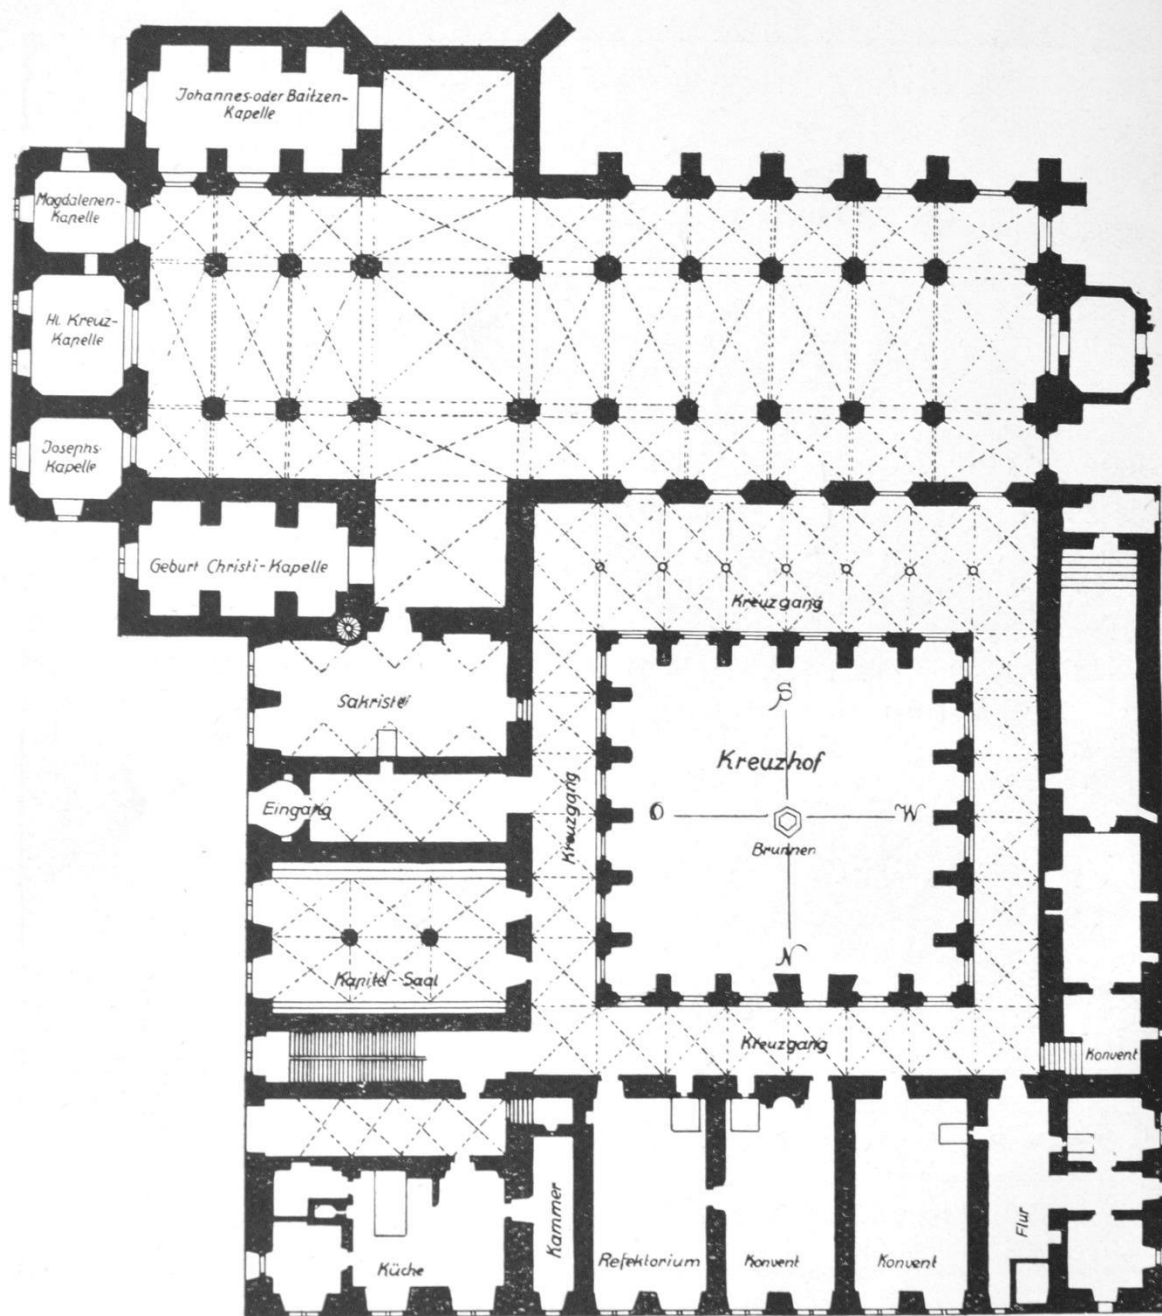 Johannes-oder Baitzen-
Kapelle
Magdalenen-
Kapelle
Hl. Kreuz-
Kapelle
Josephs-
Kapelle
Geburt Christi-Kapelle
Kreuzgang
Sakristei
S
Kreuzhof
Eingang
Kreuzgang
O
W
Brunnen
N
Kapitel-Saal
Kreuzgang
Konvent
Kammer
Küche
Refektorium
Konvent
Konvent
Flur